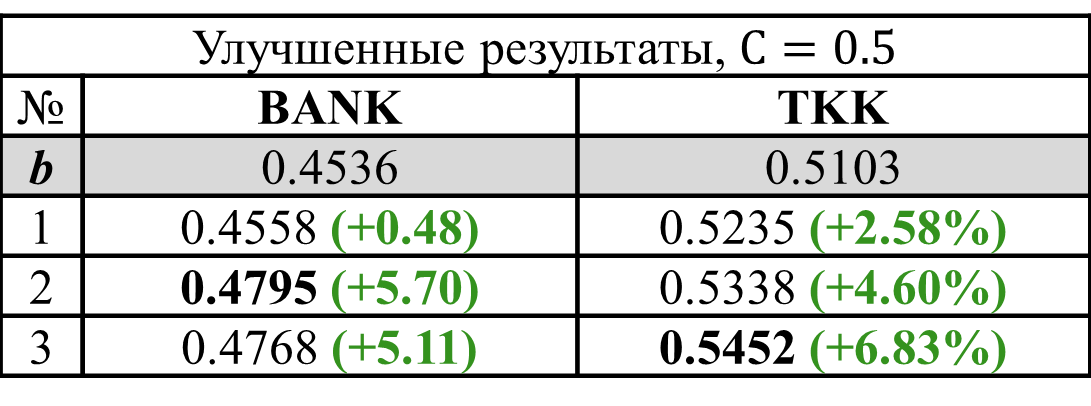 Улучшенные результаты, C = 0.5
№ BANK TKK
b 0.4536 0.5103
1 0.4558 (+0.48) 0.5235 (+2.58%)
2 0.4795 (+5.70) 0.5338 (+4.60%)
3 0.4768 (+5.11) 0.5452 (+6.83%)